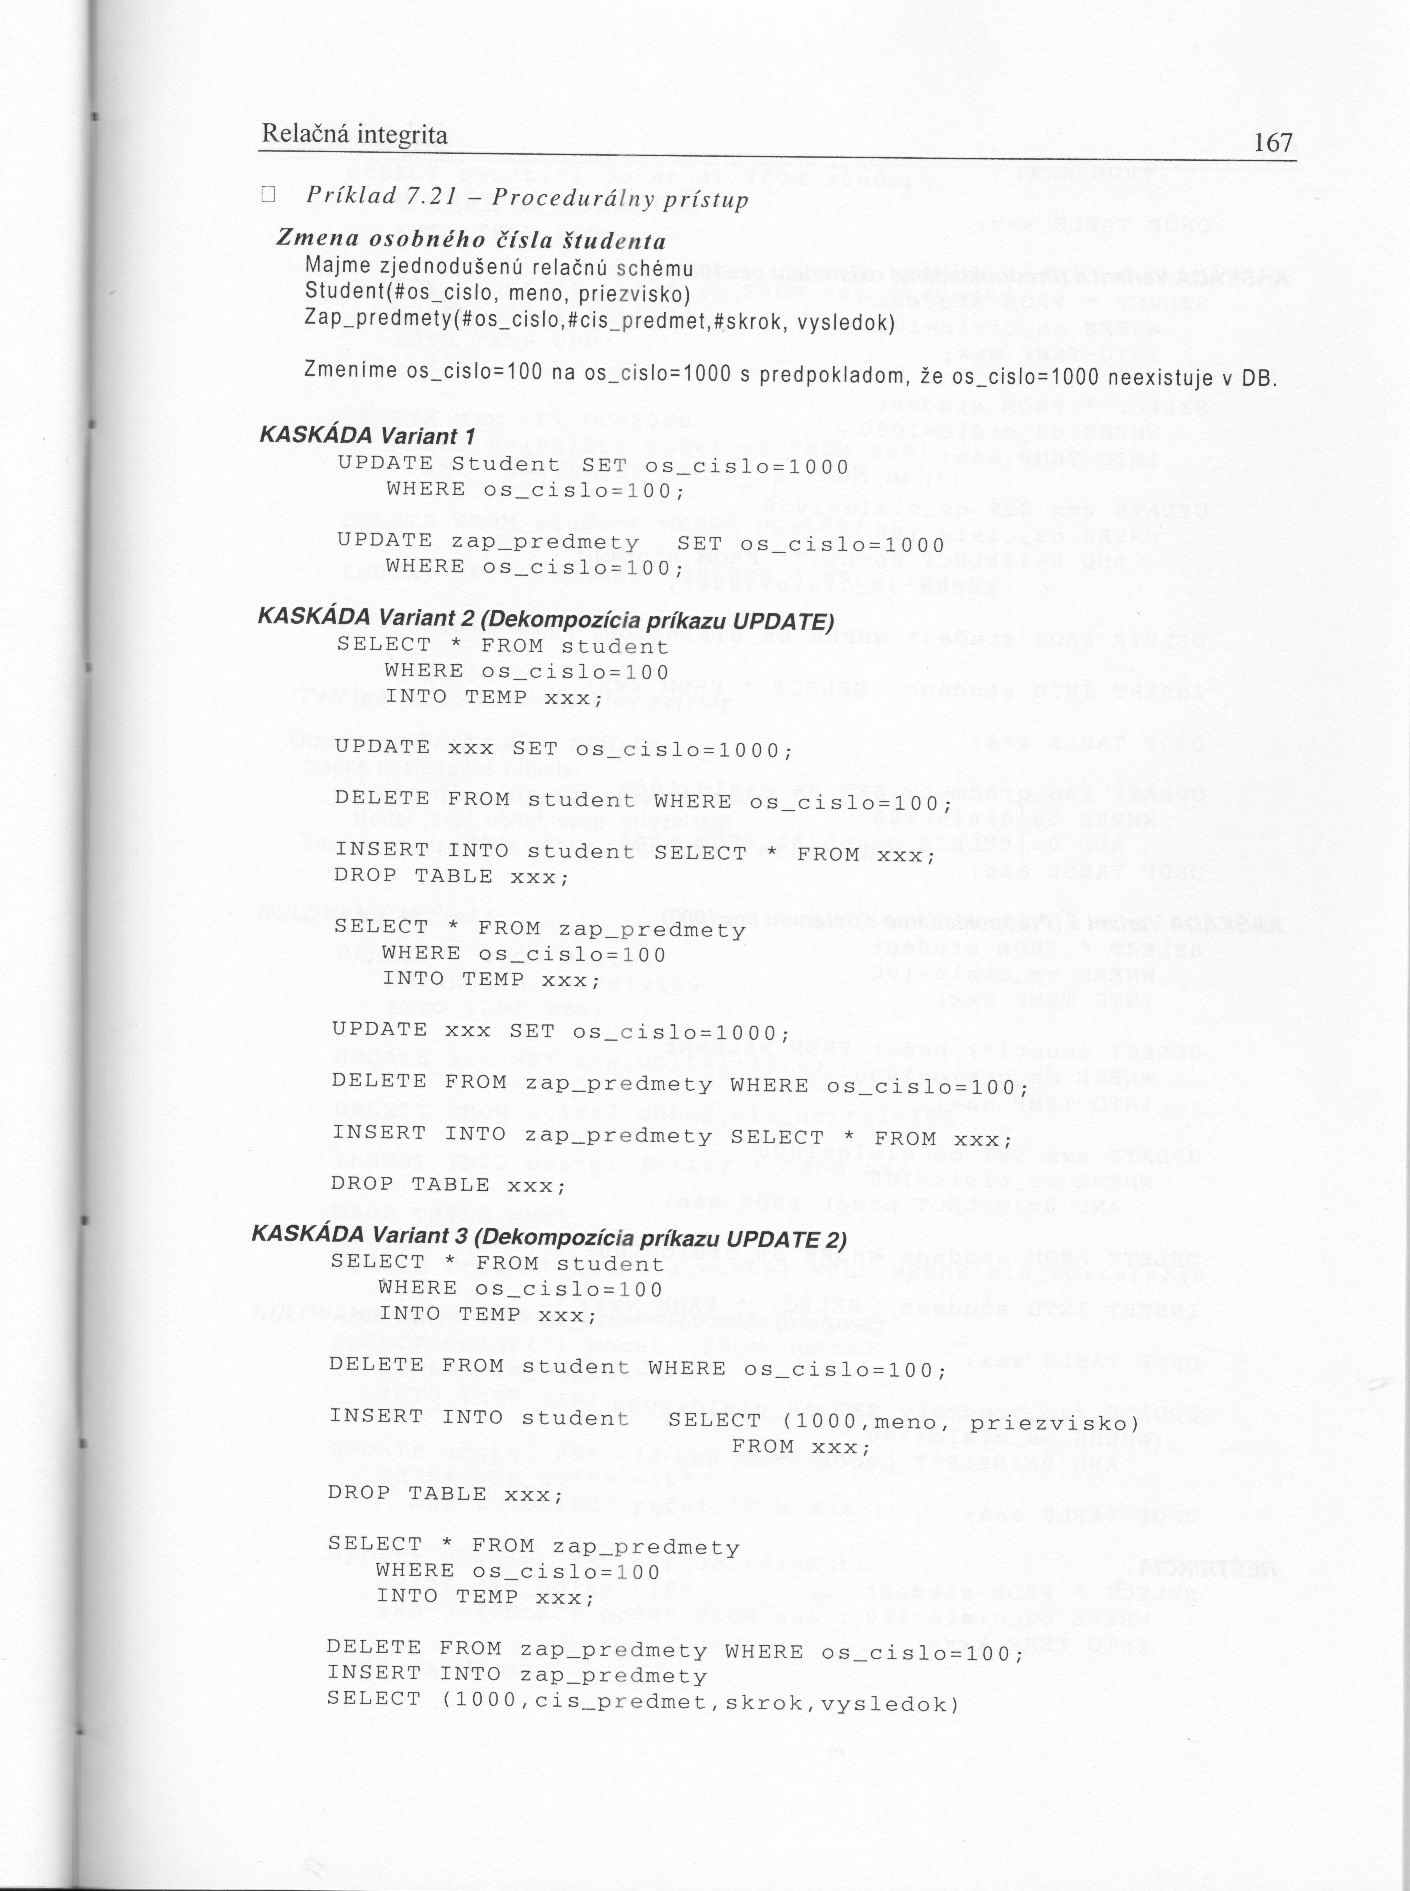 Relačná integrita 167
□ Príklad 7.21 – Procedurálny prístup
Zmena osobného čísla študenta
Majme zjednodušenú relačnú schému
Student(#os_cislo, meno, priezvisko)
Zap_predmety(#os_cislo,#cis_predmet,#skrok, vysledok)
Zmeníme os_cislo=100 na os_cislo=1000 s predpokladom, že os_cislo=1000 neexistuje v DB.
KASKÁDA Variant 1
UPDATE Student SET os_cislo=1000
WHERE os_cislo=100;
UPDATE zap_predmety SET os_cislo=1000
WHERE os_cislo=100;
KASKÁDA Variant 2 (Dekompozícia príkazu UPDATE)
SELECT * FROM student
WHERE os_cislo=100
INTO TEMP xxx;
UPDATE xxx SET os_cislo=1000;
DELETE FROM student WHERE os_cislo=100;
INSERT INTO student SELECT * FROM xxx;
DROP TABLE xxx;
SELECT * FROM zap_predmety
WHERE os_cislo=100
INTO TEMP xxx;
UPDATE xxx SET os_cislo=1000;
DELETE FROM zap_predmety WHERE os_cislo=100;
INSERT INTO zap_predmety SELECT * FROM xxx;
DROP TABLE xxx;
KASKÁDA Variant 3 (Dekompozícia príkazu UPDATE 2)
SELECT * FROM student
WHERE os_cislo=100
INTO TEMP xxx;
DELETE FROM student WHERE os_cislo=100;
INSERT INTO student SELECT (1000,meno, priezvisko)
FROM xxx;
DROP TABLE xxx;
SELECT * FROM zap_predmety
WHERE os_cislo=100
INTO TEMP xxx;
DELETE FROM zap_predmety WHERE os_cislo=100;
INSERT INTO zap_predmety
SELECT (1000,cis_predmet,skrok,vysledok)